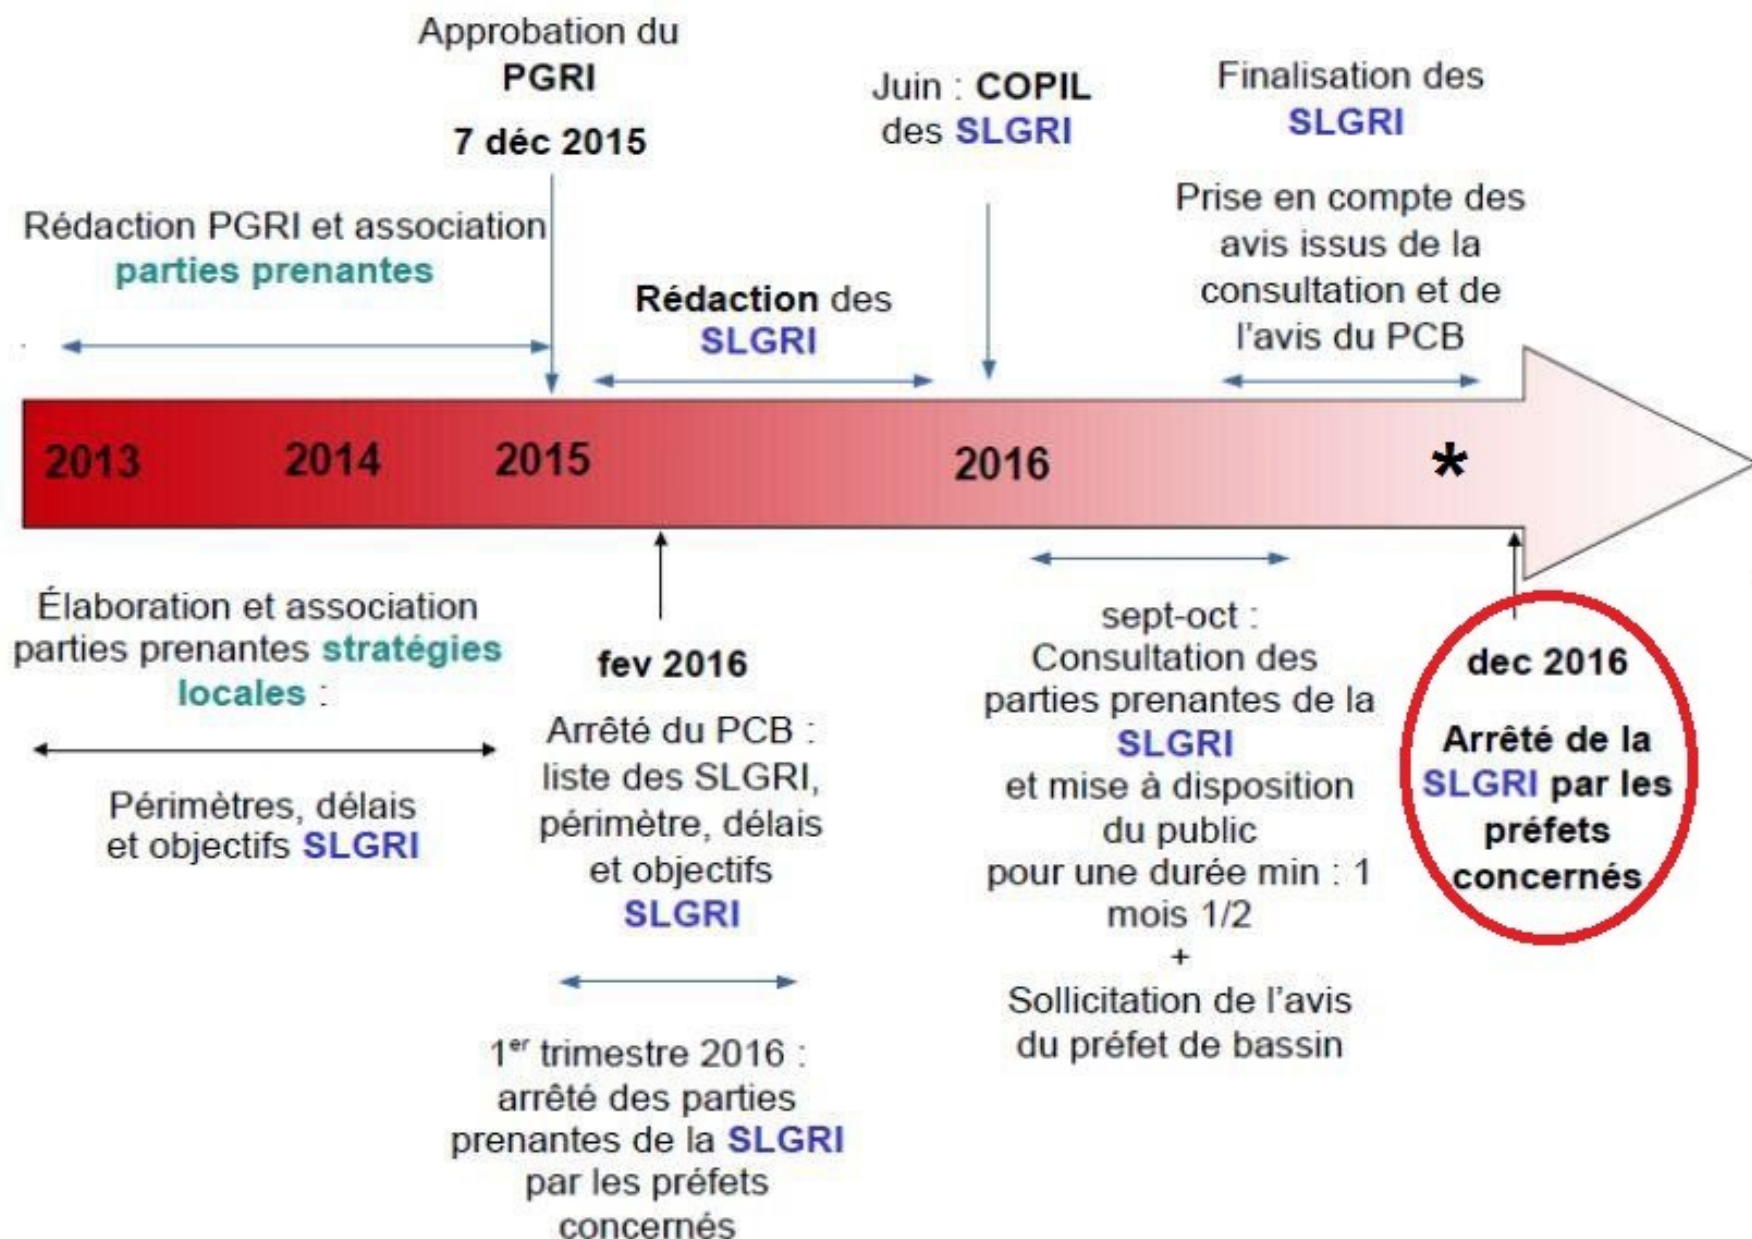 Approbation du
PGRI
7 déc 2015
Juin : COPIL
des SLGRI
Finalisation des
SLGRI
Prise en compte des
avis issus de la
consultation et de
l'avis du PCB
Rédaction PGRI et association
parties prenantes
Rédaction des
SLGRI
2013
2014
2015
2016
*
Élaboration et association
parties prenantes stratégies
locales :
Périmètres, délais
et objectifs SLGRI
fev 2016
Arrêté du PCB :
liste des SLGRI,
périmètre, délais
et objectifs
SLGRI
1er trimestre 2016 :
arrêté des parties
prenantes de la SLGRI
par les préfets
concernés
sept-oct :
Consultation des
parties prenantes de la
SLGRI
et mise à disposition
du public
pour une durée min : 1
mois 1/2
+
Sollicitation de l'avis
du préfet de bassin
dec 2016
Arrêté de la
SLGRI par les
préfets
concernés